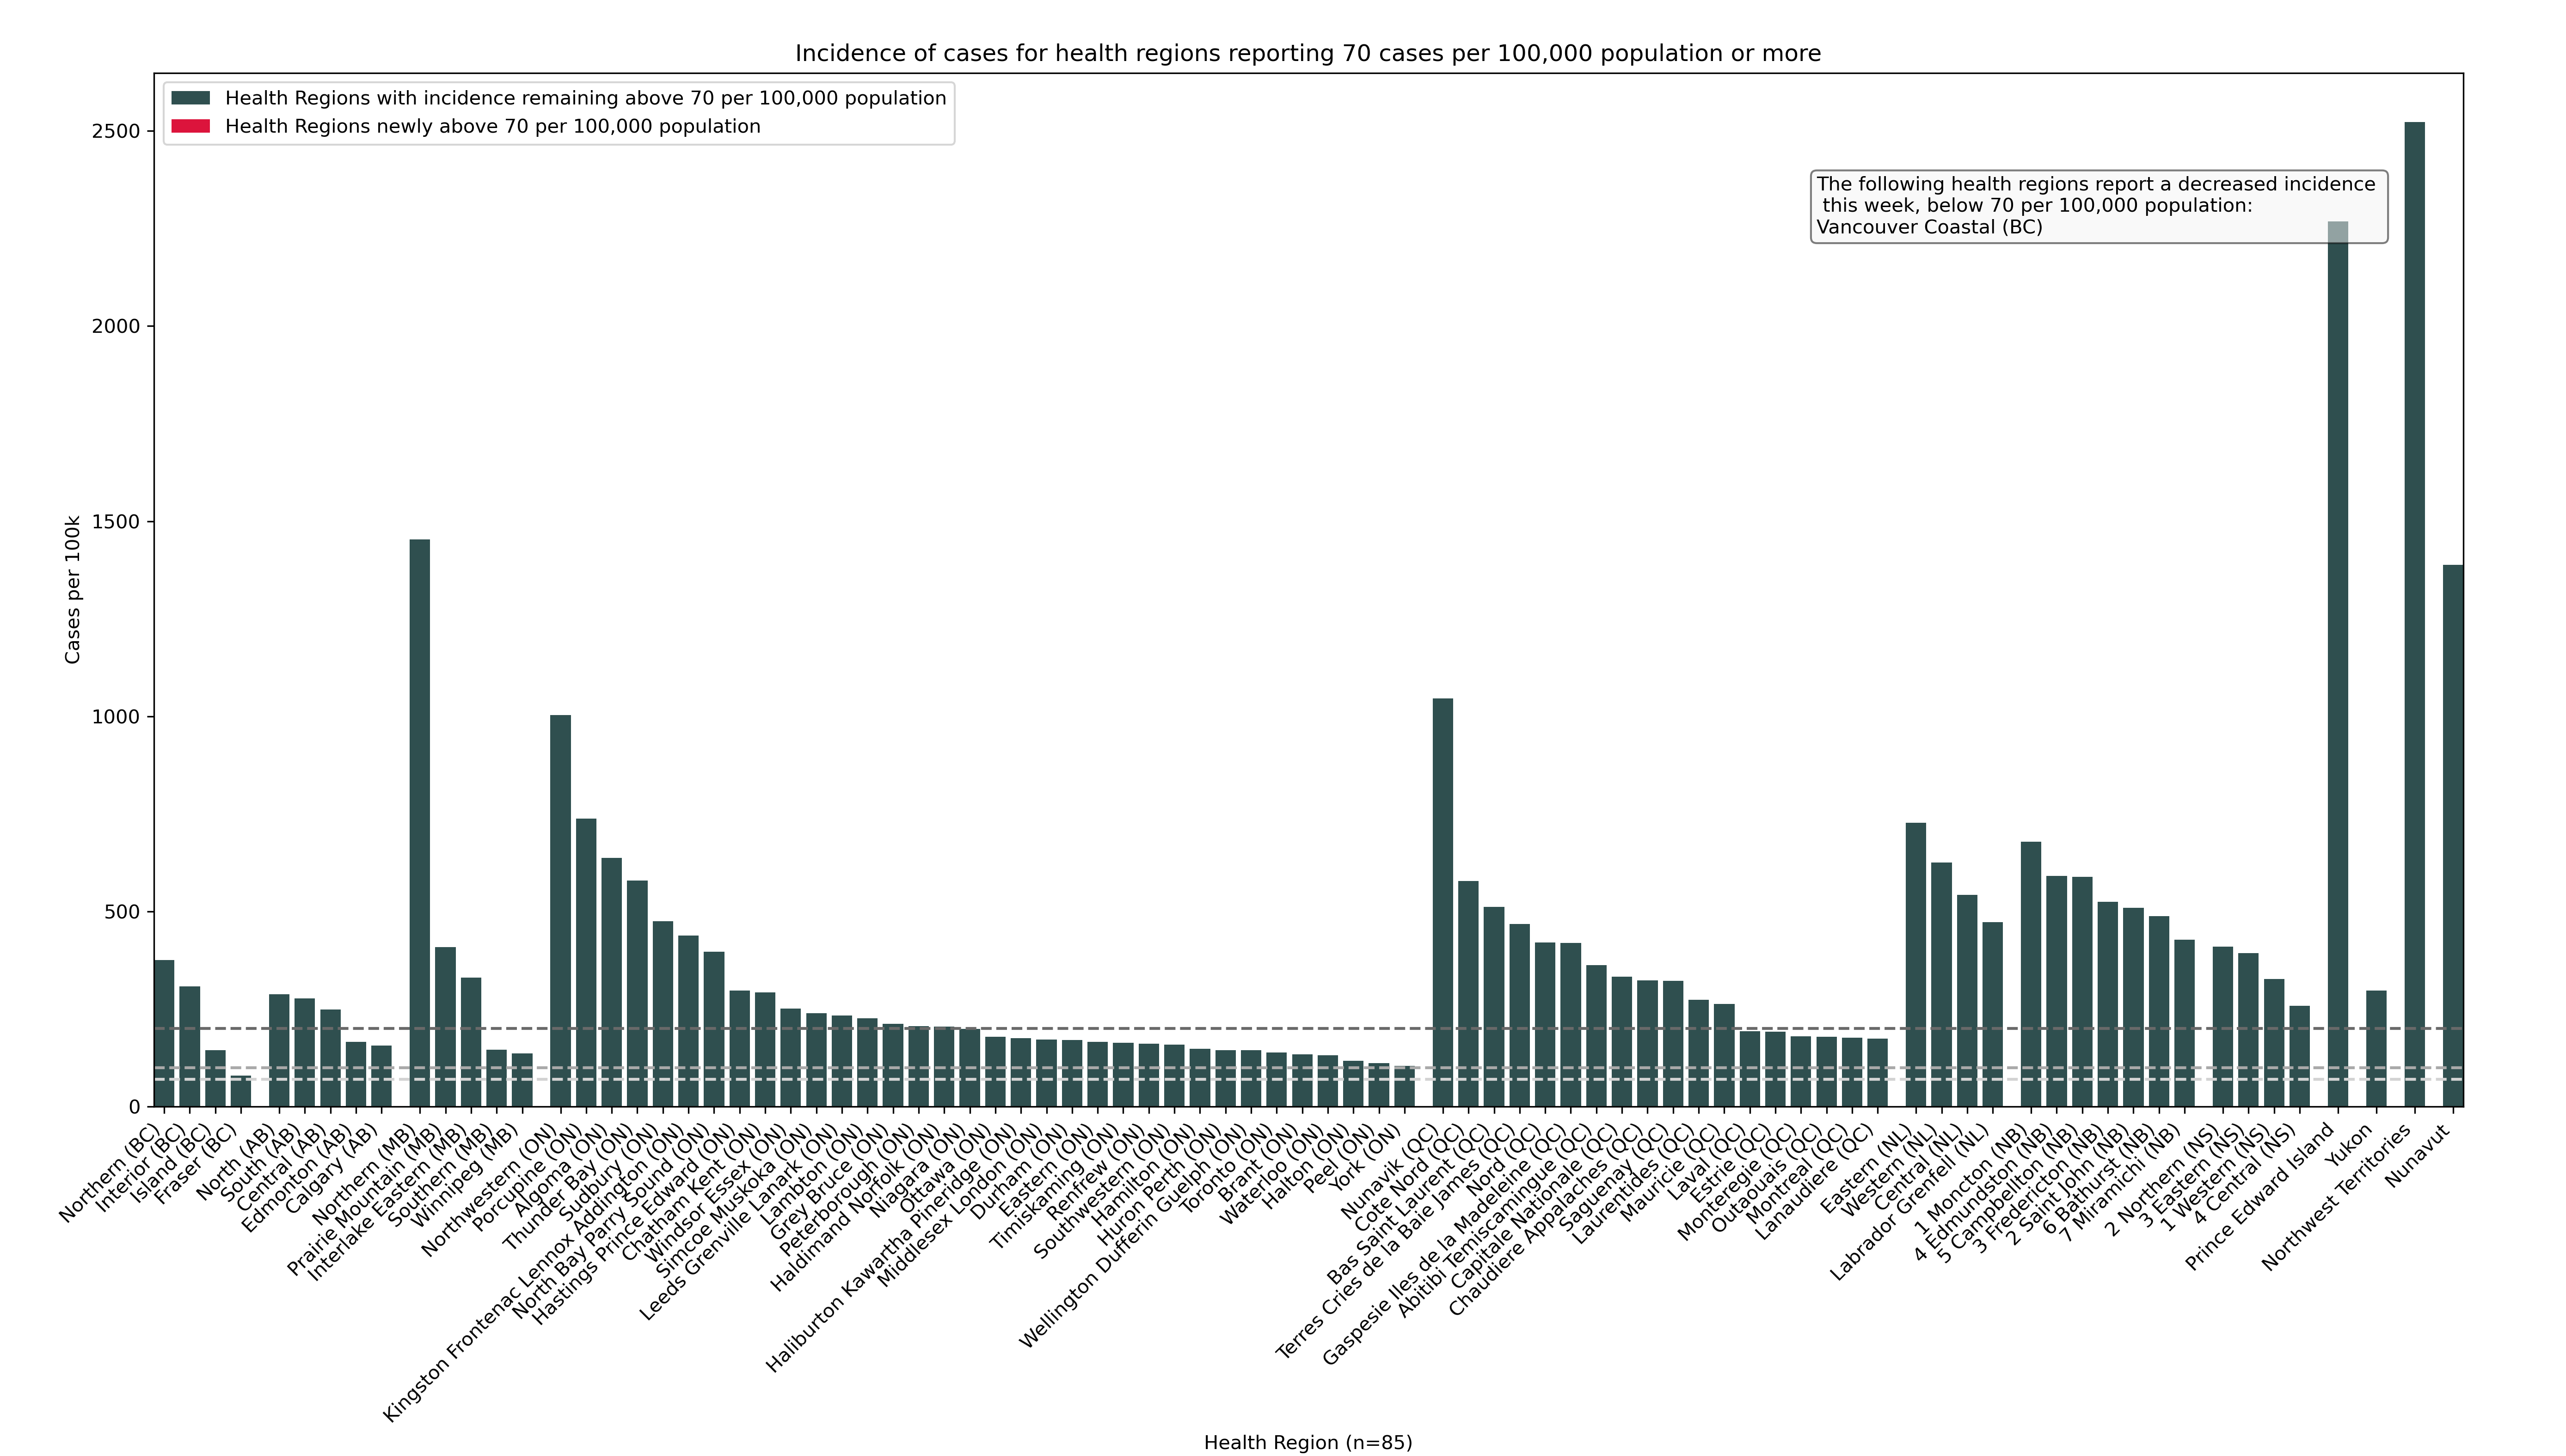 Incidence of cases for health regions reporting 70 cases per 100,000 population or more
Health Regions with incidence remaining above 70 per 100,000 population
Health Regions newly above 70 per 100,000 population
The following health regions report a decreased incidence
this week, below 70 per 100,000 population:
Vancouver Coastal (BC)
Cases per 100k
2500
2000
1500
1000
500
0
Northern (BC)
Interior (BC)
Island (BC)
Fraser (BC)
North (AB)
South (AB)
Central (AB)
Edmonton (AB)
Calgary (AB)
Northern (MB)
Prairie Mountain (MB)
Interlake Eastern (MB)
Southern (MB)
Winnipeg (MB)
Northwestern (ON)
Porcupine (ON)
Algoma (ON)
Thunder Bay (ON)
Sudbury (ON)
Kingston Frontenac Lennox Addington (ON)
North Bay Parry Sound (ON)
Hastings Prince Edward (ON)
Chatham Kent (ON)
Windsor Essex (ON)
Simcoe Muskoka (ON)
Leeds Grenville Lanark (ON)
Lambton (ON)
Grey Bruce (ON)
Peterborough (ON)
Haldimand Norfolk (ON)
Niagara (ON)
Ottawa (ON)
Haliburton Kawartha Pineridge (ON)
Middlesex London (ON)
Durham (ON)
Eastern (ON)
Timiskaming (ON)
Renfrew (ON)
Southwestern (ON)
Hamilton (ON)
Huron Perth (ON)
Wellington Dufferin Guelph (ON)
Toronto (ON)
Brant (ON)
Waterloo (ON)
Halton (ON)
Peel (ON)
York (ON)
Nunavik (QC)
Cote Nord (QC)
Bas Saint Laurent (QC)
Terres Cries de la Baie James (QC)
Nord (QC)
Gaspesie Iles de la Madeleine (QC)
Abitibi Temiscamingue (QC)
Capitale Nationale (QC)
Chaudiere Appalaches (QC)
Saguenay (QC)
Laurentides (QC)
Mauricie (QC)
Laval (QC)
Estrie (QC)
Monteregie (QC)
Outaouais (QC)
Montreal (QC)
Lanaudiere (QC)
Eastern (NL)
Western (NL)
Central (NL)
Labrador Grenfell (NL)
1 Moncton (NB)
4 Edmundston (NB)
5 Campbellton (NB)
3 Fredericton (NB)
2 Saint John (NB)
6 Bathurst (NB)
7 Miramichi (NB)
2 Northern (NS)
3 Eastern (NS)
1 Western (NS)
4 Central (NS)
Prince Edward Island
Yukon
Northwest Territories
Nunavut
Health Region (n=85)